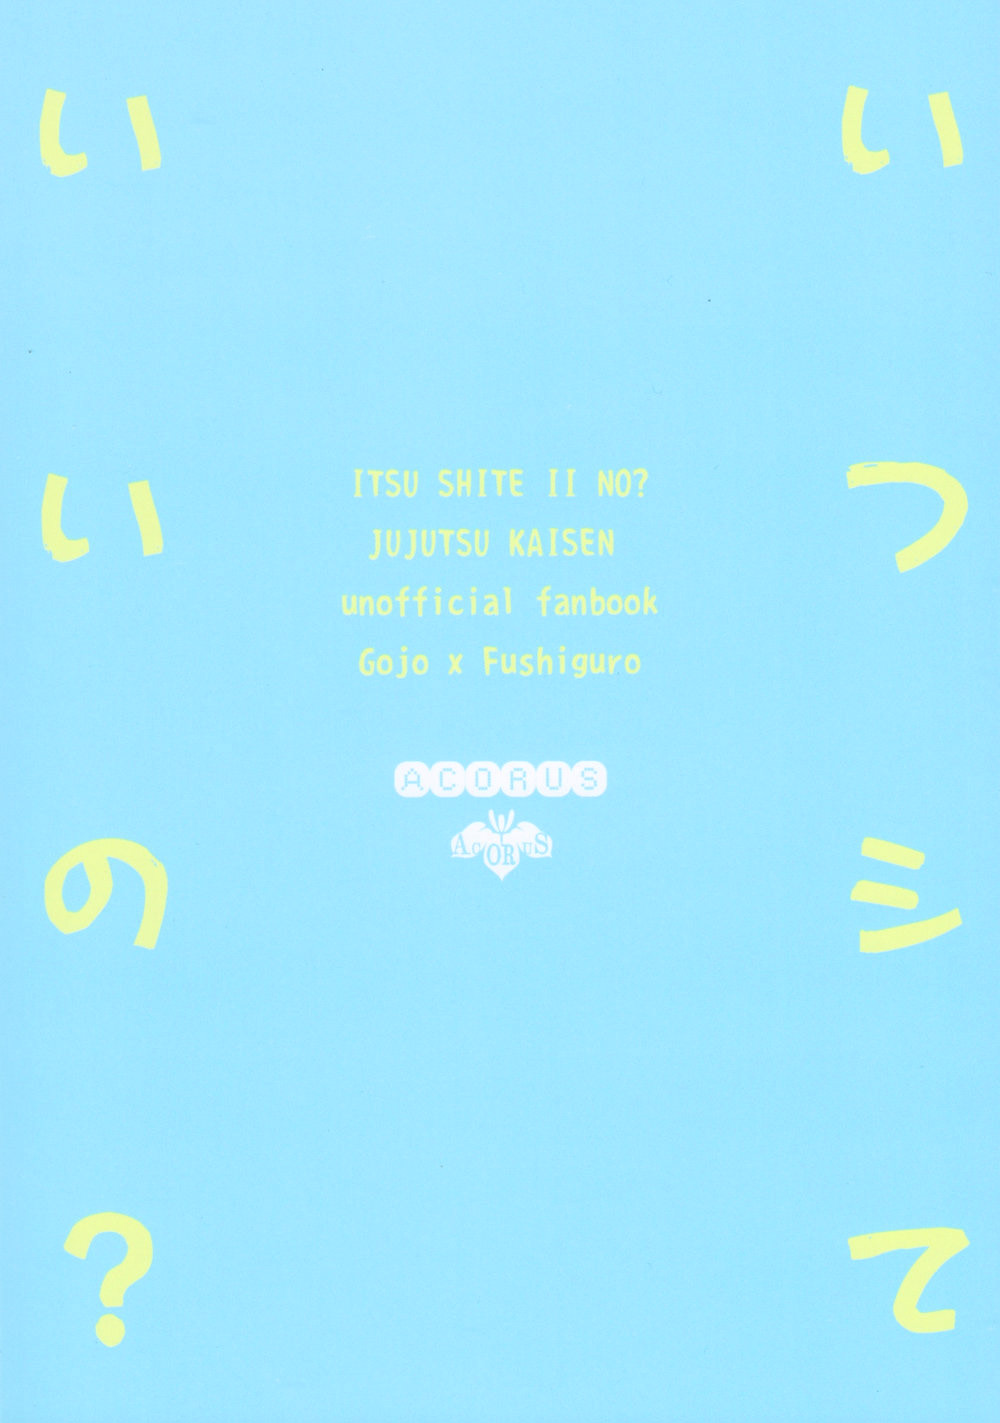 いつシて
いいの?
ITSU SHITE II NO?
JUJUTSU KAISEN
unofficial fanbook
Gojo x Fushiguro
ACORUS
ACORUS